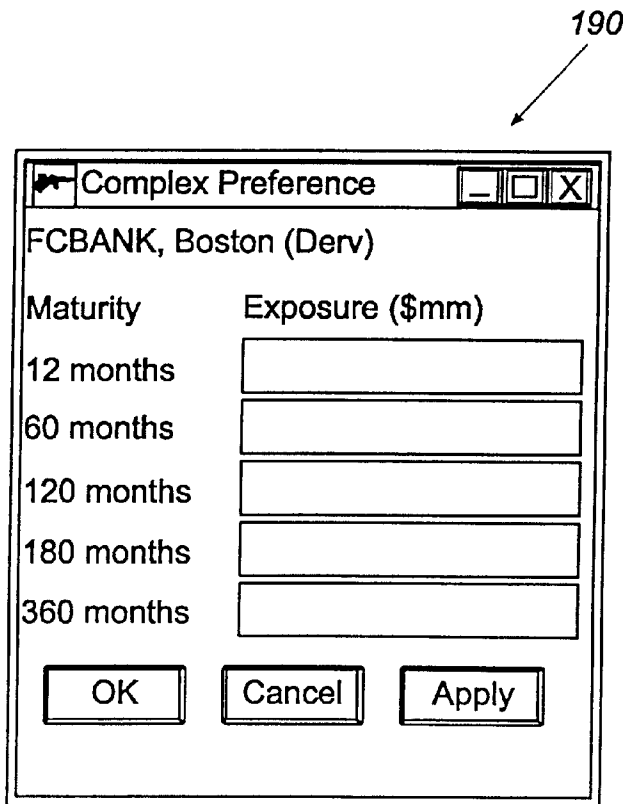 190
Complex Preference
FCBANK, Boston (Derv)
Maturity Exposure ($mm)
12 months
60 months
120 months
180 months
360 months
OK Cancel Apply